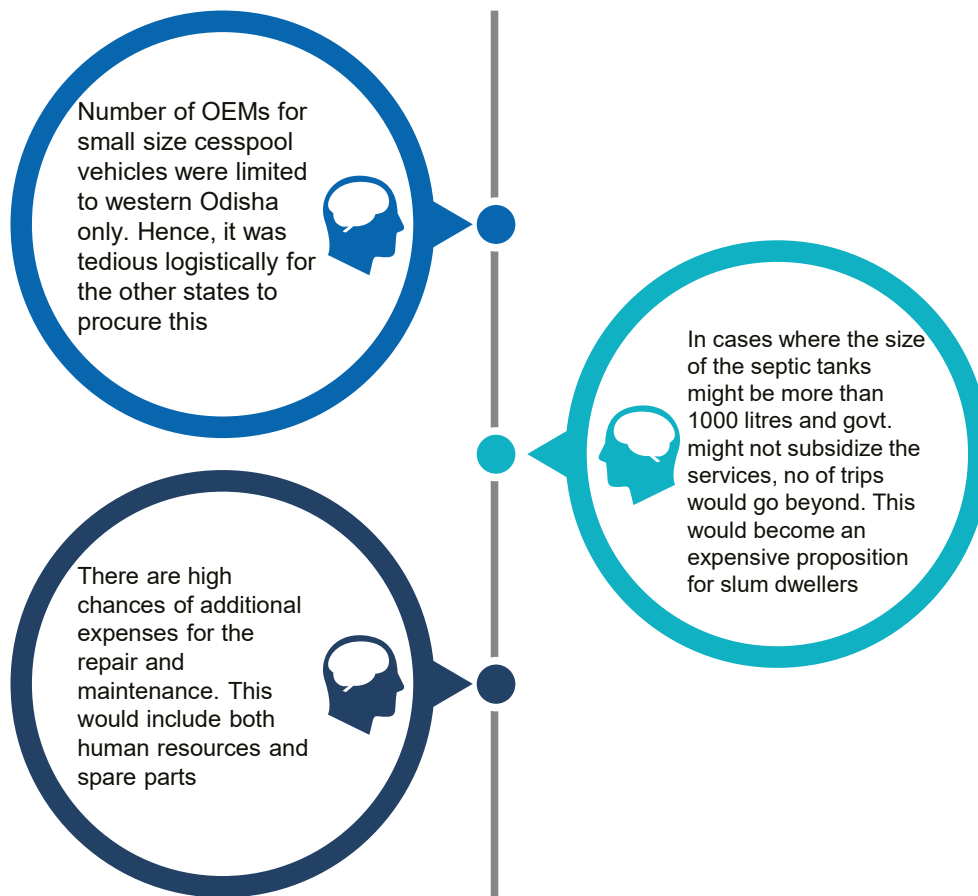 Number of OEMs for
small size cesspool
vehicles were limited
to western Odisha
only. Hence, it was
tedious logistically for
the other states to
procure this
In cases where the size
of the septic tanks
might be more than
1000 litres and govt.
might not subsidize the
services, no of trips
would go beyond. This
would become an
expensive proposition
for slum dwellers
There are high
chances of additional
expenses for the
repair and
maintenance. This
would include both
human resources and
spare parts